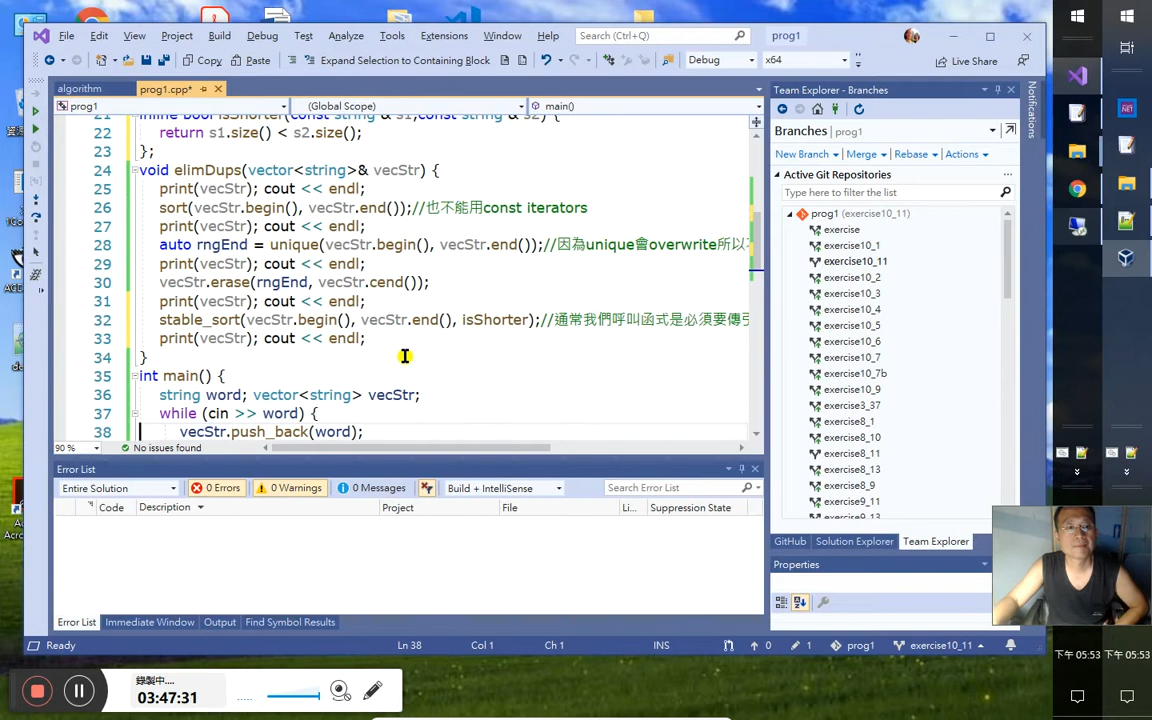 File Edit View Project Build Debug Test Analyze Tools Extensions Window Help Search (Ctrl+Q) prog1
Copy Paste Expand Selection to Containing Block Debug x64 Live Share
algorithm prog1.cpp*
prog1 (Global Scope) main()
21 inline bool isShorter(const string & s1,const string & s2) {
22 return s1.size() < s2.size();
23 };
24 void elimDups(vector<string>& vecStr) {
25 print(vecStr); cout << endl;
26 sort(vecStr.begin(), vecStr.end());//也不能用const iterators
27 print(vecStr); cout << endl;
28 auto rngEnd = unique(vecStr.begin(), vecStr.end());//因為unique會overwrite所以
29 print(vecStr); cout << endl;
30 vecStr.erase(rngEnd, vecStr.cend());
31 print(vecStr); cout << endl;
32 stable_sort(vecStr.begin(), vecStr.end(), isShorter);//通常我們呼叫函式是必須要傳引
33 print(vecStr); cout << endl;
34 }
35 int main() {
36 string word; vector<string> vecStr;
37 while (cin >> word) {
38 vecStr.push_back(word);
90 % No issues found
Error List
Entire Solution 0 Errors 0 Warnings 0 Messages Build + IntelliSense Search Error List
Code Description Project File Li... Suppression State
Error List Immediate Window Output Find Symbol Results
Team Explorer - Branches
Branches prog1
New Branch Merge Rebase Actions
Active Git Repositories
Type here to filter the list
prog1 (exercise10_11)
exercise
exercise10_1
exercise10_11
exercise10_2
exercise10_3
exercise10_4
exercise10_5
exercise10_6
exercise10_7
exercise10_7b
exercise10_9
exercise3_37
exercise8_1
exercise8_10
exercise8_11
exercise8_13
exercise8_9
exercise9_11
exercise9_13
GitHub Solution Explorer Team Explorer
Properties
Notifications
Ready Ln 38 Col 1 Ch 1 INS 0 1 prog1 exercise10_11
錄製中....
03:47:31
下午 05:53 下午 05:53